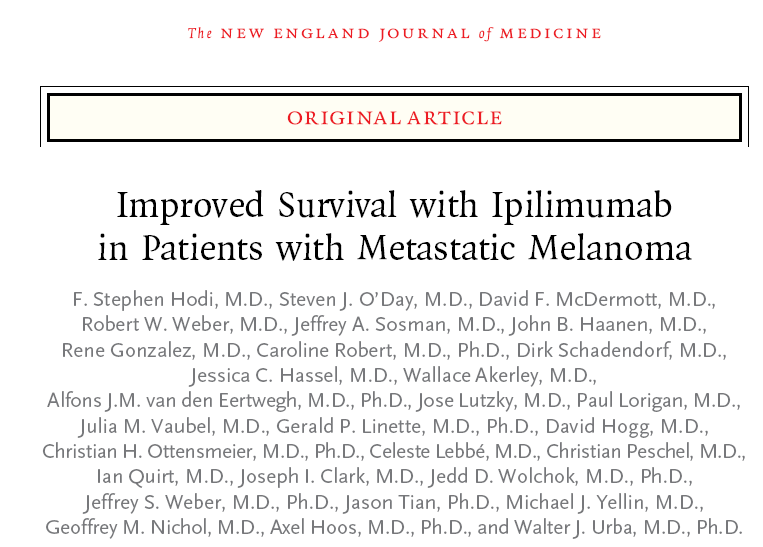 The NEW ENGLAND JOURNAL of MEDICINE
ORIGINAL ARTICLE
Improved Survival with Ipilimumab
in Patients with Metastatic Melanoma
F. Stephen Hodi, M.D., Steven J. O’Day, M.D., David F. McDermott, M.D.,
Robert W. Weber, M.D., Jeffrey A. Sosman, M.D., John B. Haanen, M.D.,
Rene Gonzalez, M.D., Caroline Robert, M.D., Ph.D., Dirk Schadendorf, M.D.,
Jessica C. Hassel, M.D., Wallace Akerley, M.D.,
Alfons J.M. van den Eertwegh, M.D., Ph.D., Jose Lutzky, M.D., Paul Lorigan, M.D.,
Julia M. Vaubel, M.D., Gerald P. Linette, M.D., Ph.D., David Hogg, M.D.,
Christian H. Ottensmeier, M.D., Ph.D., Celeste Lebbé, M.D., Christian Peschel, M.D.,
Ian Quirt, M.D., Joseph I. Clark, M.D., Jedd D. Wolchok, M.D., Ph.D.,
Jeffrey S. Weber, M.D., Ph.D., Jason Tian, Ph.D., Michael J. Yellin, M.D.,
Geoffrey M. Nichol, M.D., Axel Hoos, M.D., Ph.D., and Walter J. Urba, M.D., Ph.D.